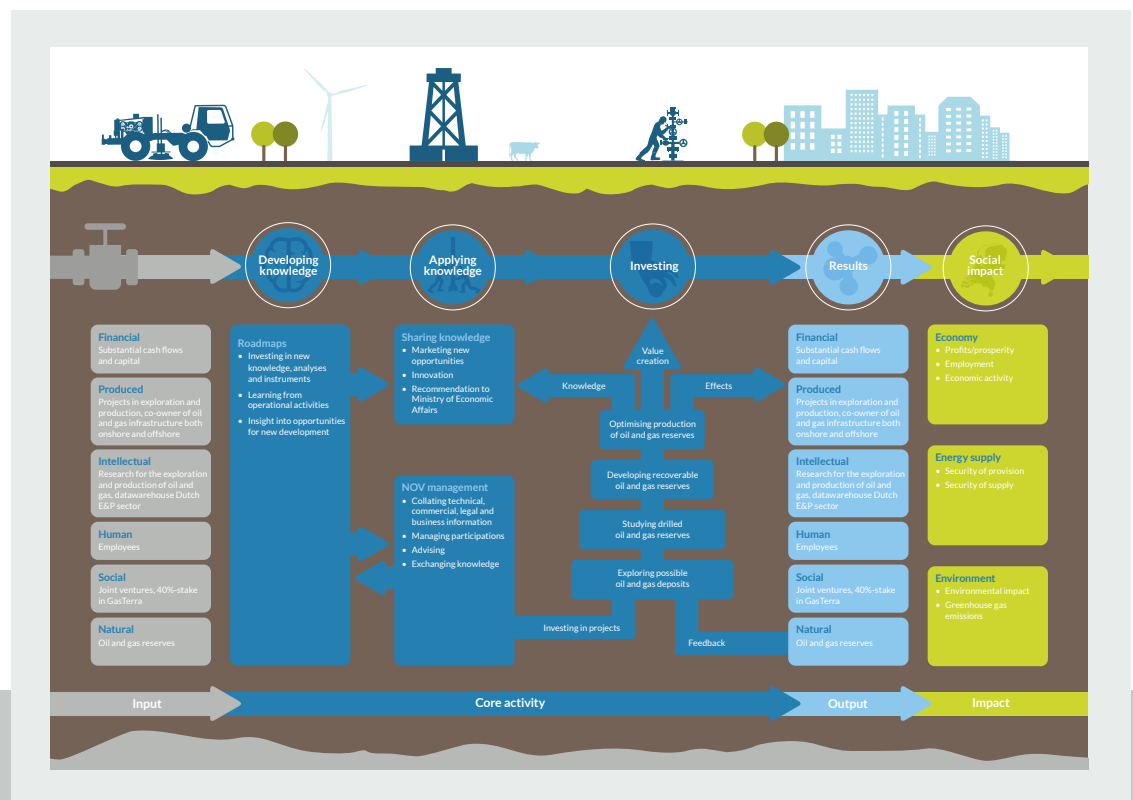 Developing
knowledge
Applying
knowledge
Investing
Results
Social
impact
Financial
Substantial cash flows
and capital
Produced
Projects in exploration and
production, co-owner of oil
and gas infrastructure both
onshore and offshore
Intellectual
Research for the exploration
and production of oil and
gas, datawarehouse Dutch
E&P sector
Human
Employees
Social
Joint ventures, 40%-stake
in GasTerra
Natural
Oil and gas reserves
Roadmaps
• Investing in new
knowledge, analyses
and instruments
• Learning from
operational activities
• Insight into opportunities
for new development
Sharing knowledge
• Marketing new
opportunities
• Innovation
• Recommendation to
Ministry of Economic
Affairs
NOV management
• Collating technical,
commercial, legal and
business information
• Managing participations
• Advising
• Exchanging knowledge
Value
creation
Knowledge
Effects
Optimising production
of oil and gas reserves
Developing recoverable
oil and gas reserves
Studying drilled
oil and gas reserves
Exploring possible
oil and gas deposits
Investing in projects
Feedback
Financial
Substantial cash flows
and capital
Produced
Projects in exploration and
production, co-owner of oil
and gas infrastructure both
onshore and offshore
Intellectual
Research for the exploration
and production of oil and
gas, datawarehouse Dutch
E&P sector
Human
Employees
Social
Joint ventures, 40%-stake
in GasTerra
Natural
Oil and gas reserves
Economy
• Profits/prosperity
• Employment
• Economic activity
Energy supply
• Security of provision
• Security of supply
Environment
• Environmental impact
• Greenhouse gas
emissions
Input
Core activity
Output
Impact